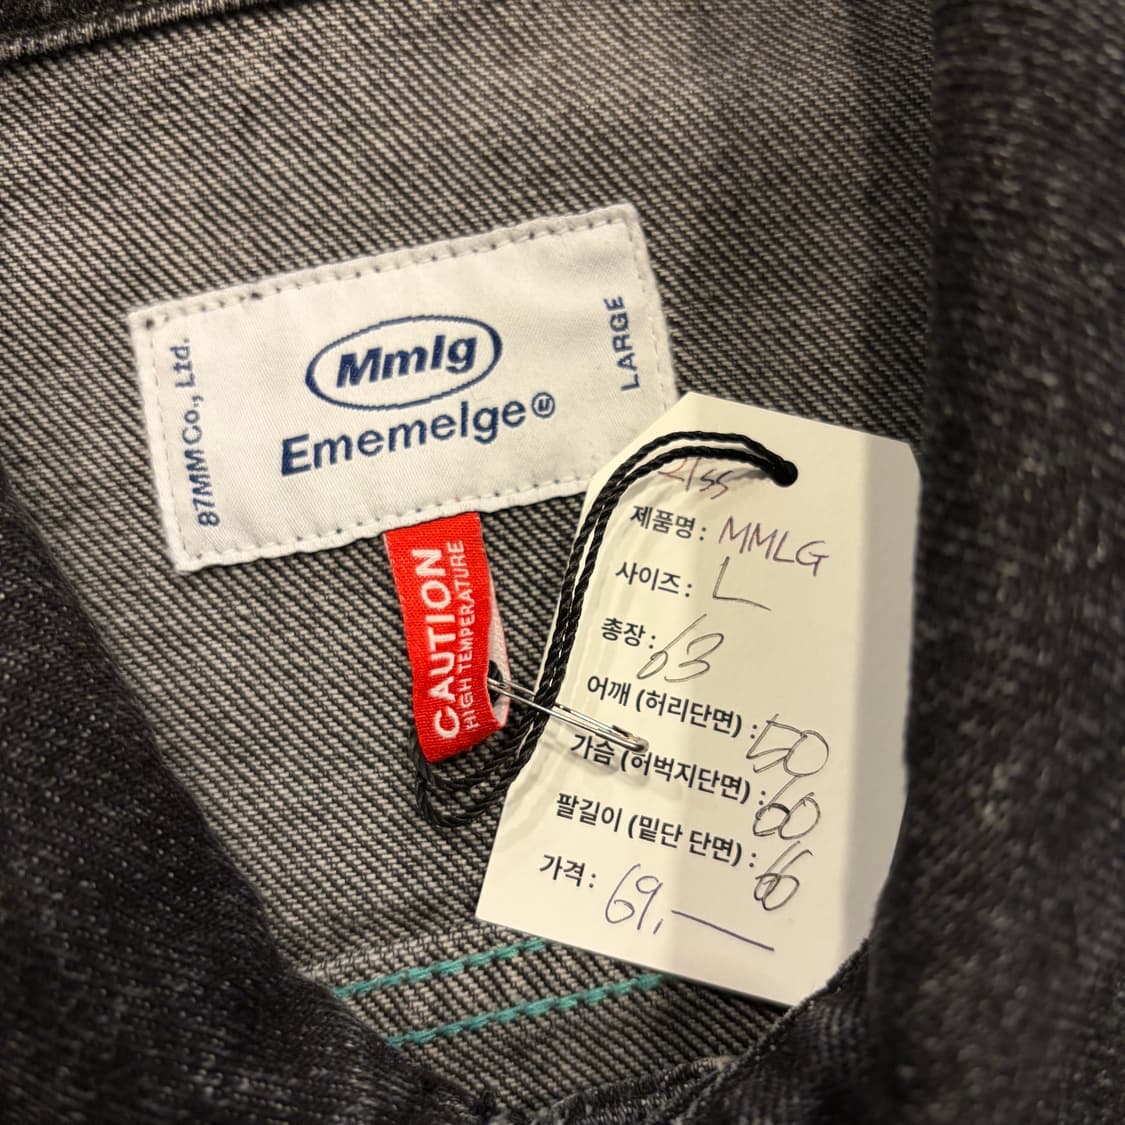 87MMCo., Ltd.
Mmlg
Ememelge
LARGE
CAUTION
HIGH TEMPERATURE
21ss
제품명: MMLG
사이즈: L
총장: 63
어깨 (허리단면) : 50
가슴 (허벅지단면) : 60
팔길이 (밑단 단면) : 66
가격: 69,—